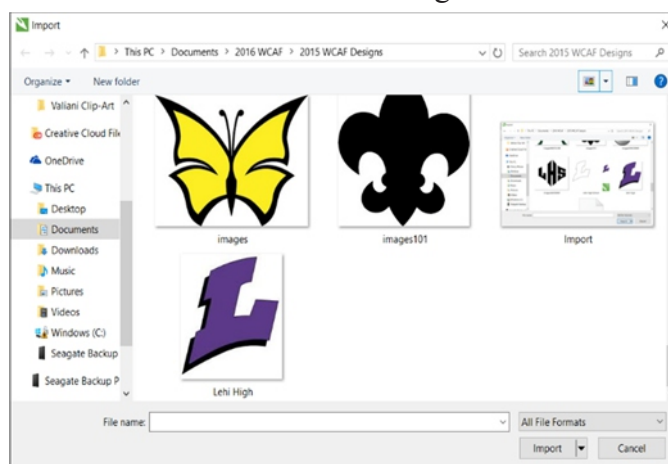 Import
This PC > Documents > 2016 WCAF > 2015 WCAF Designs
Search 2015 WCAF Designs
Organize
New folder
Valiani Clip-Art
Creative Cloud File
OneDrive
This PC
Desktop
Documents
Downloads
Music
Pictures
Videos
Windows (C:)
Seagate Backup
Seagate Backup P
images
images101
LHS
L
Import
L
Lehi High
File name:
All File Formats
Import
Cancel